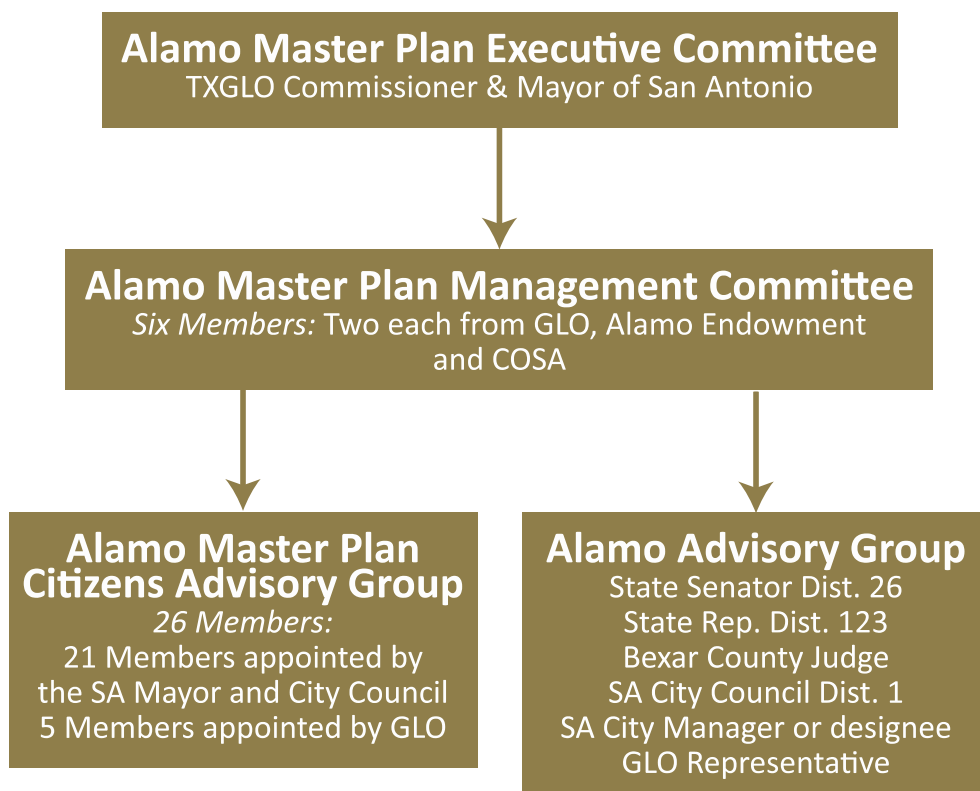 Alamo Master Plan Executive Committee
TXGLO Commissioner & Mayor of San Antonio
Alamo Master Plan Management Committee
Six Members: Two each from GLO, Alamo Endowment
and COSA
Alamo Master Plan
Citizens Advisory Group
26 Members:
21 Members appointed by
the SA Mayor and City Council
5 Members appointed by GLO
Alamo Advisory Group
State Senator Dist. 26
State Rep. Dist. 123
Bexar County Judge
SA City Council Dist. 1
SA City Manager or designee
GLO Representative